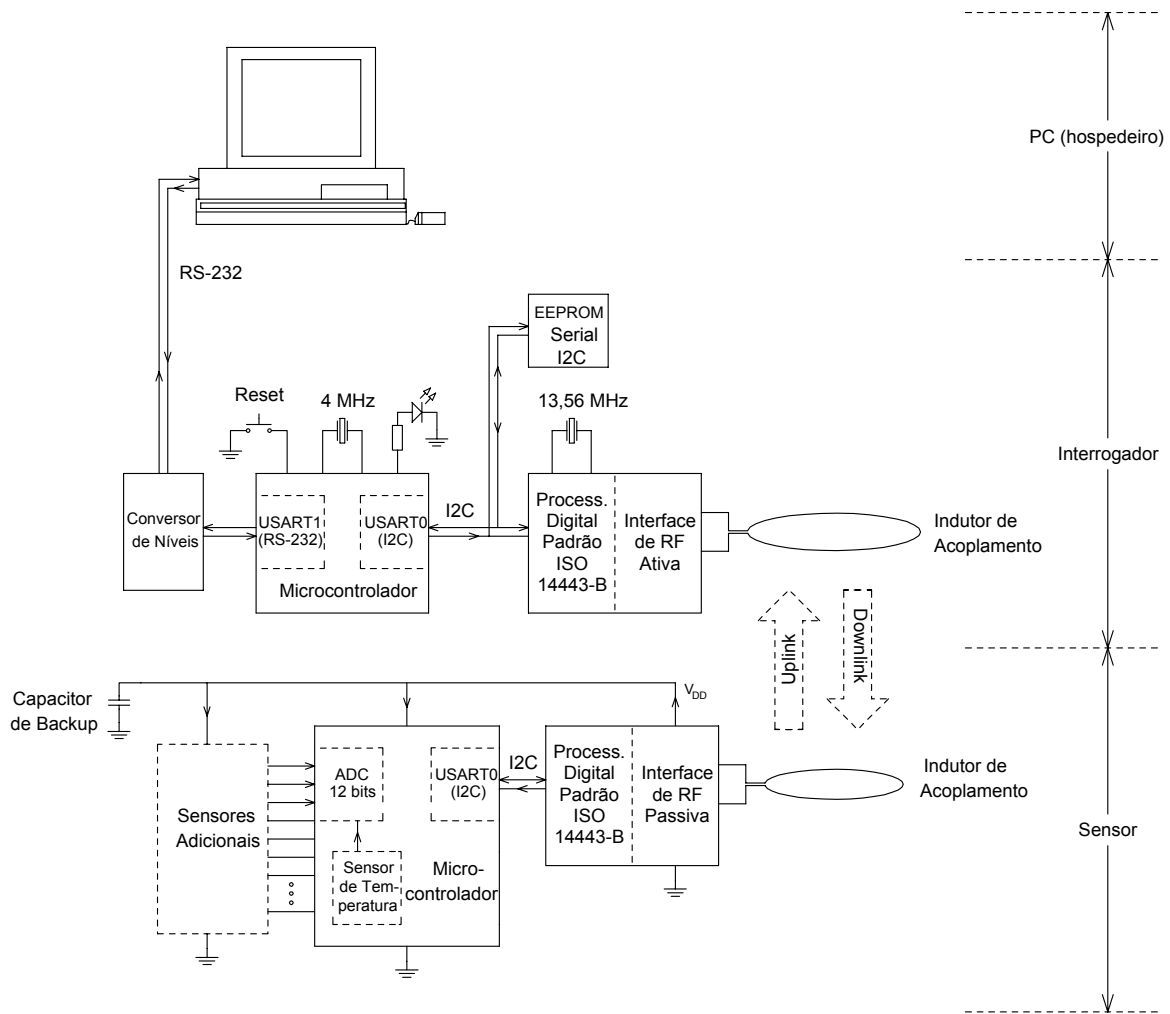 PC (hospedeiro)
RS-232
EEPROM
Serial
I2C
Reset
4 MHz
13,56 MHz
Interrogador
Conversor
de Níveis
USART1
(RS-232)
USART0
(I2C)
Microcontrolador
I2C
Process.
Digital
Padrão
ISO
14443-B
Interface
de RF
Ativa
Indutor de
Acoplamento
Uplink
Downlink
Capacitor
de Backup
VDD
Sensores
Adicionais
ADC
12 bits
USART0
(I2C)
Sensor
de Tem-
peratura
Micro-
controlador
I2C
Process.
Digital
Padrão
ISO
14443-B
Interface
de RF
Passiva
Indutor de
Acoplamento
Sensor